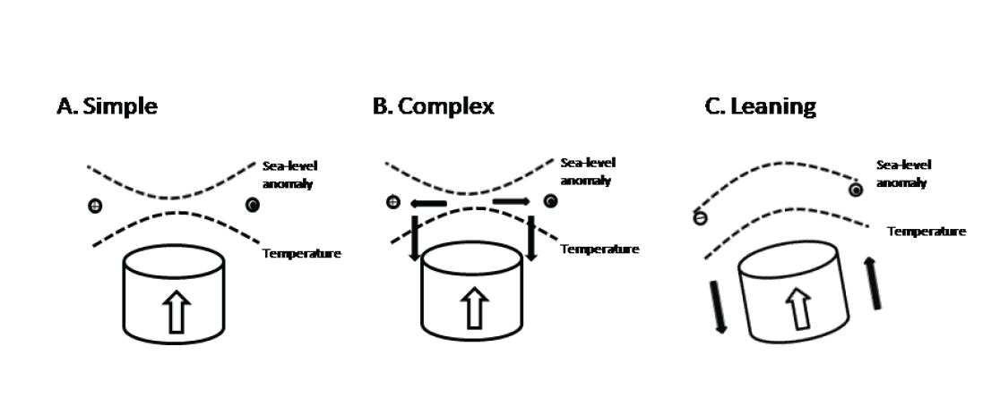 A. Simple
B. Complex
C. Leaning
Sea-level
anomaly
Temperature
Sea-level
anomaly
Temperature
Sea-level
anomaly
Temperature